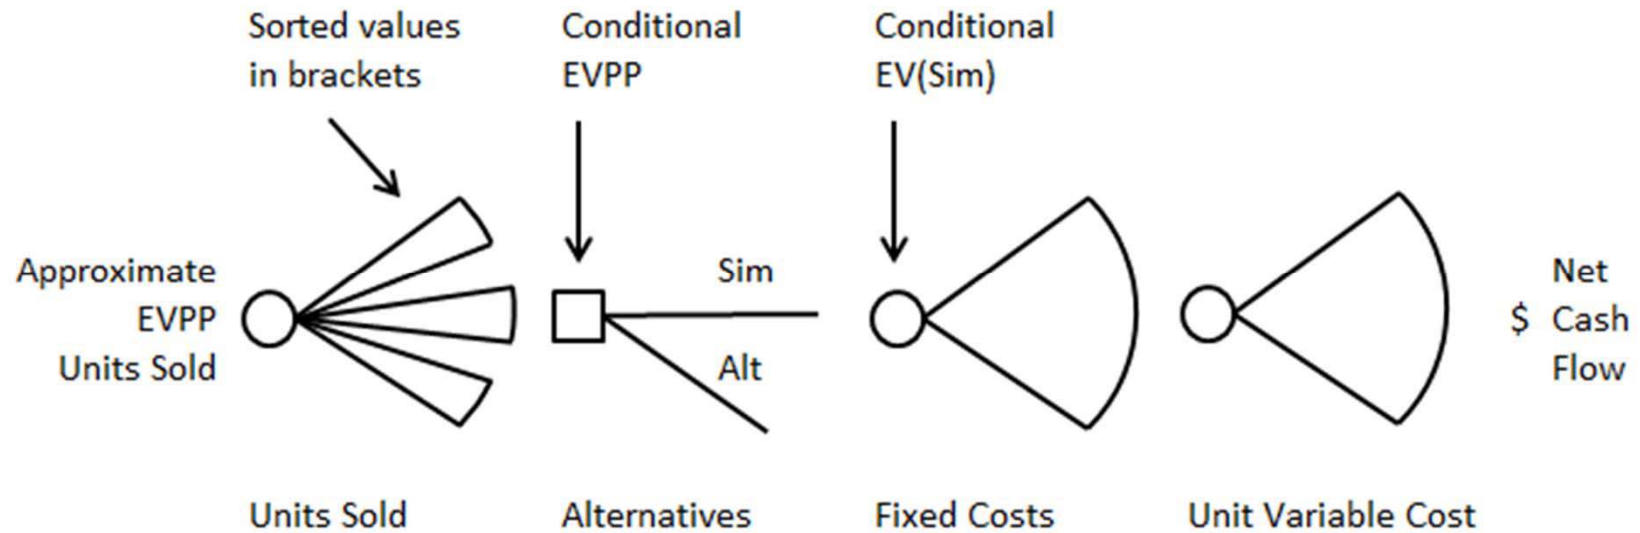 Sorted values
in brackets
Conditional
EVPP
Conditional
EV(Sim)
Approximate
EVPP
Units Sold
Sim
Alt
Net
$ Cash
Flow
Units Sold
Alternatives
Fixed Costs
Unit Variable Cost